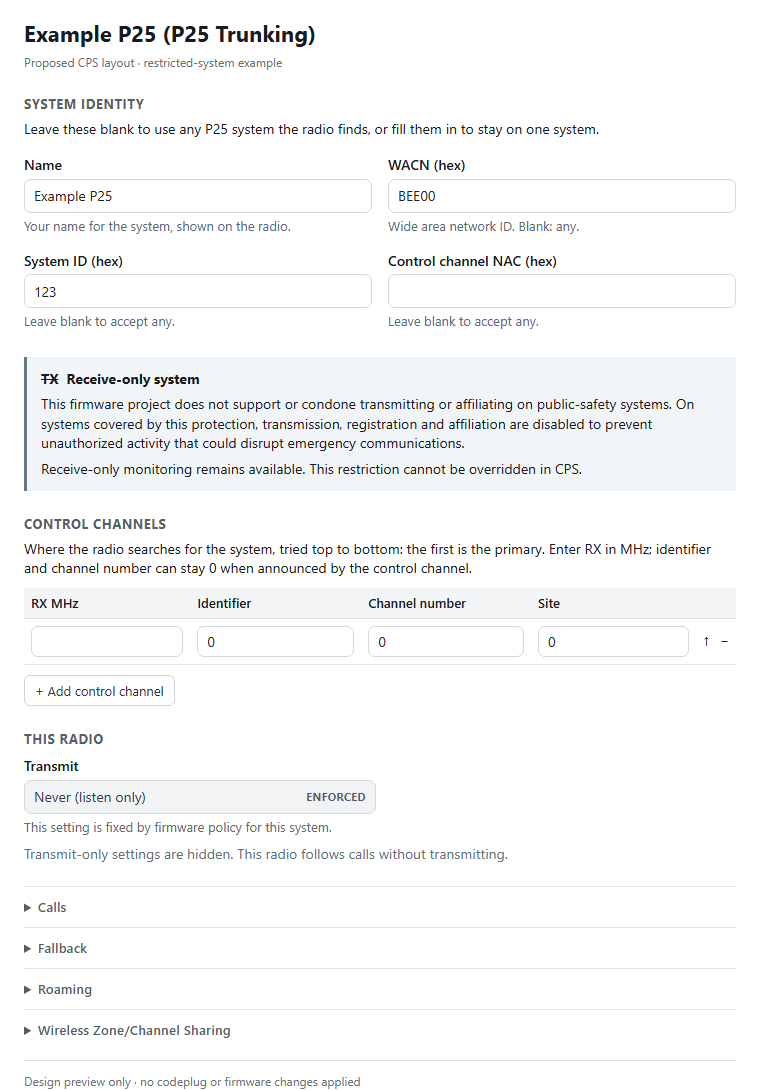 Example P25 (P25 Trunking)
Proposed CPS layout · restricted-system example
SYSTEM IDENTITY
Leave these blank to use any P25 system the radio finds, or fill them in to stay on one system.
Name
WACN (hex)
Example P25
BEE00
Your name for the system, shown on the radio.
Wide area network ID. Blank: any.
System ID (hex)
Control channel NAC (hex)
123
Leave blank to accept any.
Leave blank to accept any.
TX Receive-only system
This firmware project does not support or condone transmitting or affiliating on public-safety systems. On
systems covered by this protection, transmission, registration and affiliation are disabled to prevent
unauthorized activity that could disrupt emergency communications.
Receive-only monitoring remains available. This restriction cannot be overridden in CPS.
CONTROL CHANNELS
Where the radio searches for the system, tried top to bottom: the first is the primary. Enter RX in MHz; identifier
and channel number can stay 0 when announced by the control channel.
RX MHz Identifier Channel number Site
0 0 0 ↑ −
+ Add control channel
THIS RADIO
Transmit
Never (listen only) ENFORCED
This setting is fixed by firmware policy for this system.
Transmit-only settings are hidden. This radio follows calls without transmitting.
▶ Calls
▶ Fallback
▶ Roaming
▶ Wireless Zone/Channel Sharing
Design preview only · no codeplug or firmware changes applied